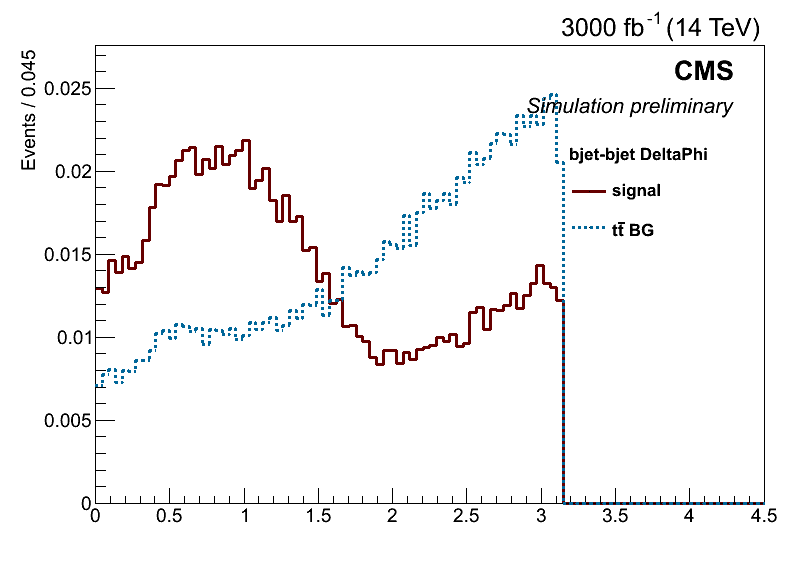 3000 fb⁻¹ (14 TeV)
CMS
Simulation preliminary
Events / 0.045
bjet-bjet DeltaPhi
signal
tt̄ BG
0.025
0.02
0.015
0.01
0.005
0
0 0.5 1 1.5 2 2.5 3 3.5 4 4.5